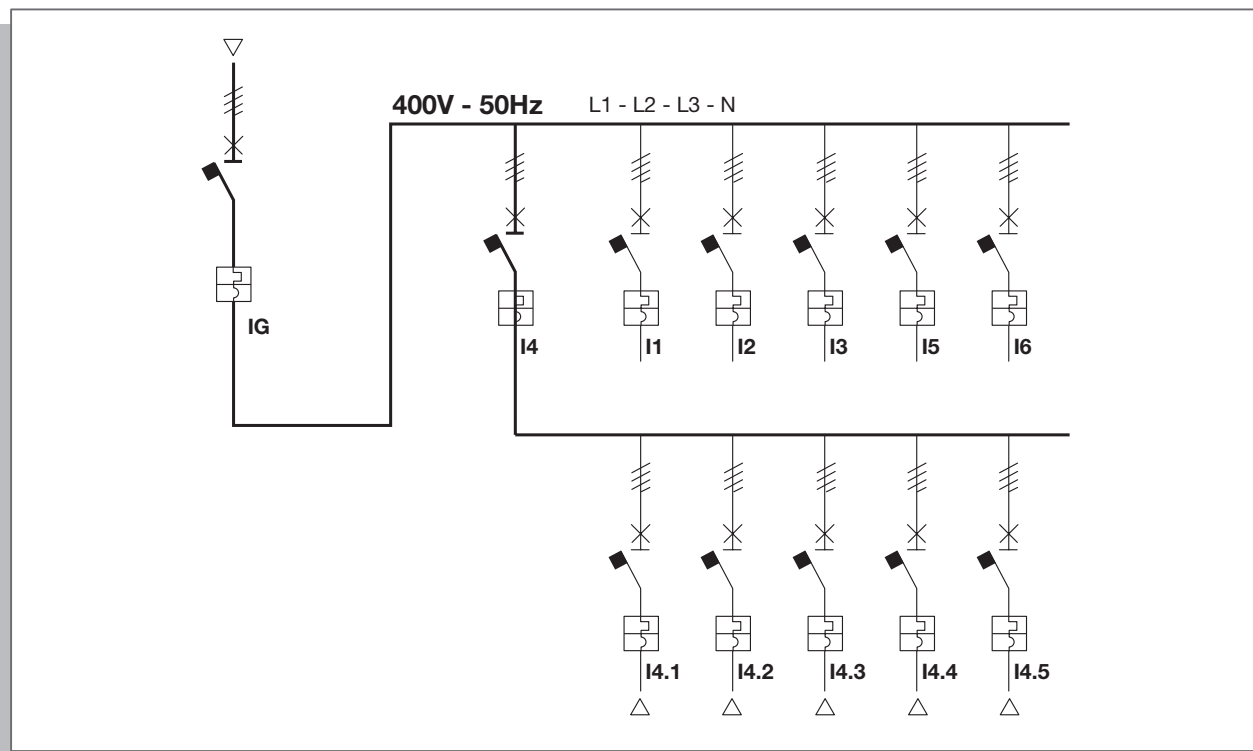 400V - 50Hz L1 - L2 - L3 - N
IG
I4 I1 I2 I3 I5 I6
I4.1 I4.2 I4.3 I4.4 I4.5